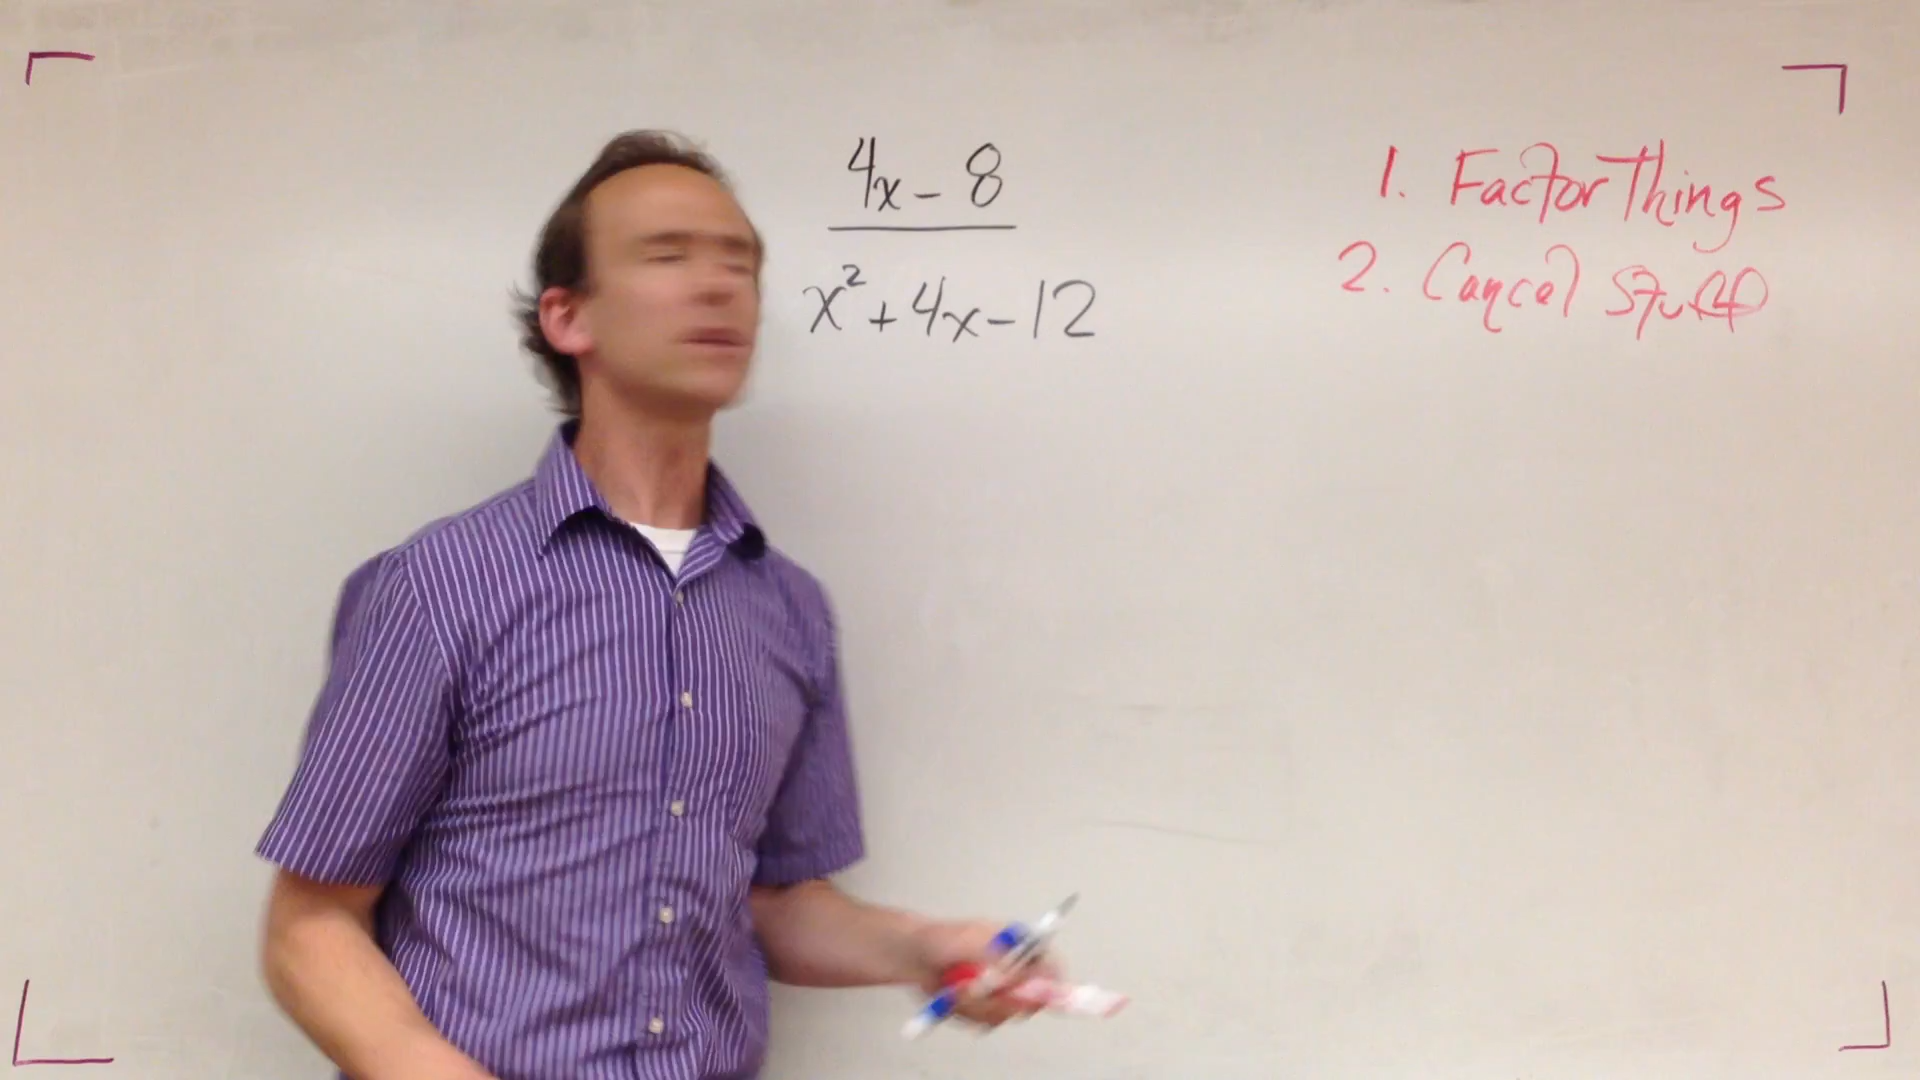 4x - 8
x² + 4x - 12
1. Factor Things
2. Cancel Stuff